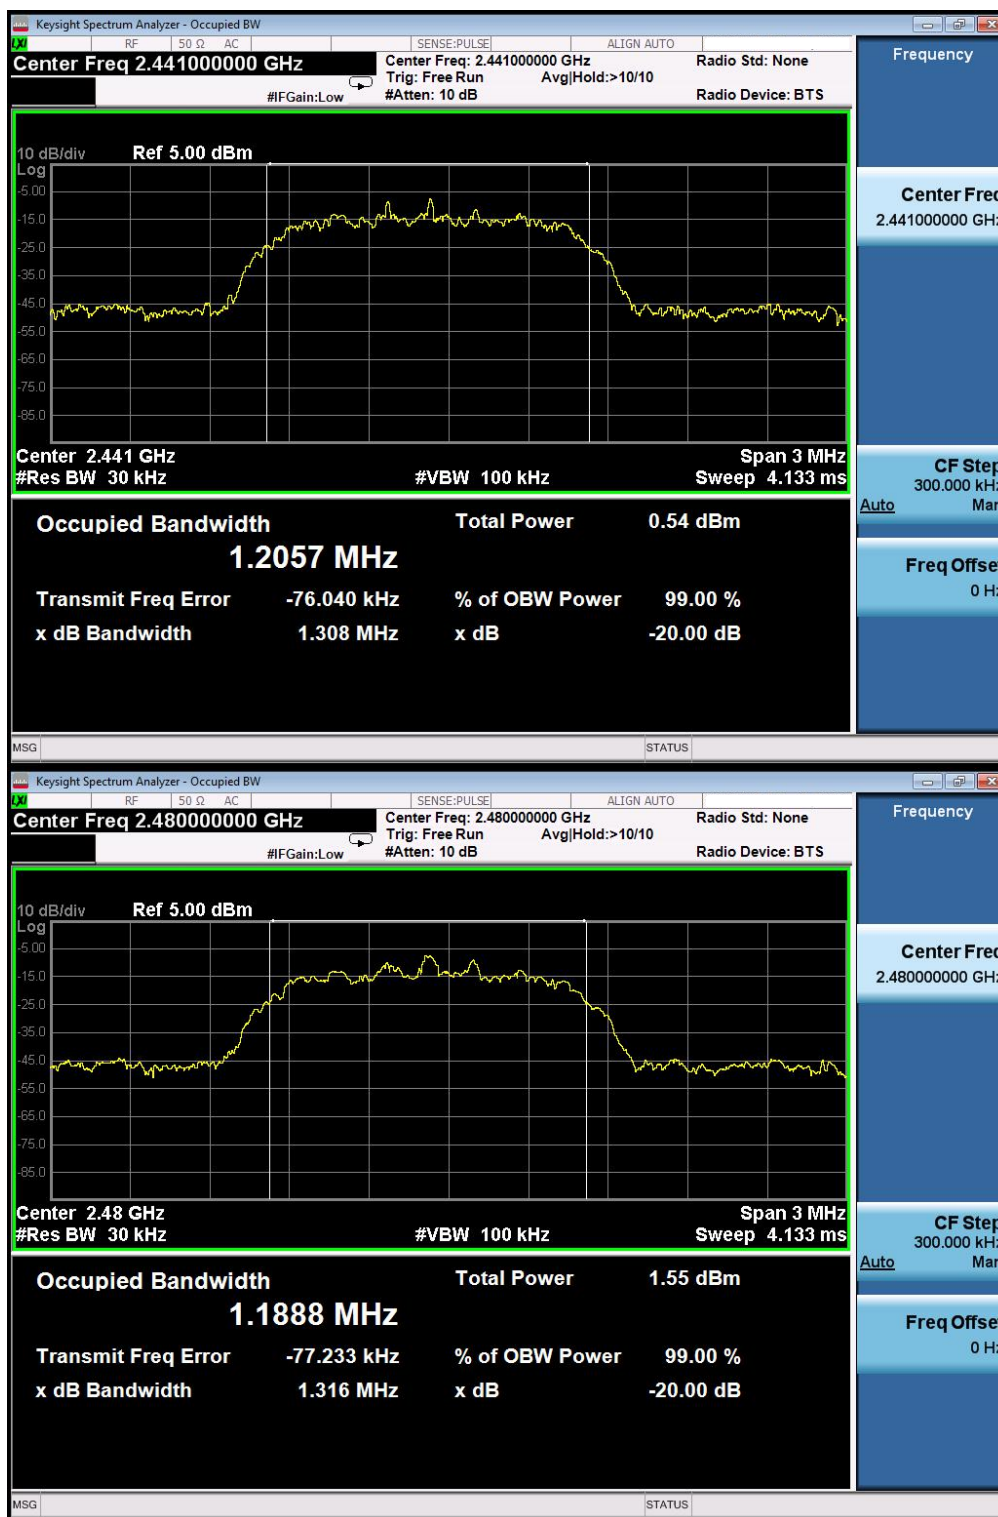 Keysight Spectrum Analyzer - Occupied BW
LXI RF 50 Ω AC SENSE:PULSE ALIGN AUTO
Center Freq 2.441000000 GHz
Center Freq: 2.441000000 GHz Radio Std: None
Trig: Free Run Avg|Hold:>10/10
#IFGain:Low #Atten: 10 dB Radio Device: BTS
10 dB/div Ref 5.00 dBm
Log
-5.00
-15.0
-25.0
-35.0
-45.0
-55.0
-65.0
-75.0
-85.0
Center 2.441 GHz Span 3 MHz
#Res BW 30 kHz #VBW 100 kHz Sweep 4.133 ms
Occupied Bandwidth Total Power 0.54 dBm
1.2057 MHz
Transmit Freq Error -76.040 kHz % of OBW Power 99.00 %
x dB Bandwidth 1.308 MHz x dB -20.00 dB
MSG STATUS
Frequency
Center Freq
2.441000000 GHz
CF Step
300.000 kHz
Auto Man
Freq Offset
0 Hz
Keysight Spectrum Analyzer - Occupied BW
LXI RF 50 Ω AC SENSE:PULSE ALIGN AUTO
Center Freq 2.480000000 GHz
Center Freq: 2.480000000 GHz Radio Std: None
Trig: Free Run Avg|Hold:>10/10
#IFGain:Low #Atten: 10 dB Radio Device: BTS
10 dB/div Ref 5.00 dBm
Log
-5.00
-15.0
-25.0
-35.0
-45.0
-55.0
-65.0
-75.0
-85.0
Center 2.48 GHz Span 3 MHz
#Res BW 30 kHz #VBW 100 kHz Sweep 4.133 ms
Occupied Bandwidth Total Power 1.55 dBm
1.1888 MHz
Transmit Freq Error -77.233 kHz % of OBW Power 99.00 %
x dB Bandwidth 1.316 MHz x dB -20.00 dB
MSG STATUS
Frequency
Center Freq
2.480000000 GHz
CF Step
300.000 kHz
Auto Man
Freq Offset
0 Hz